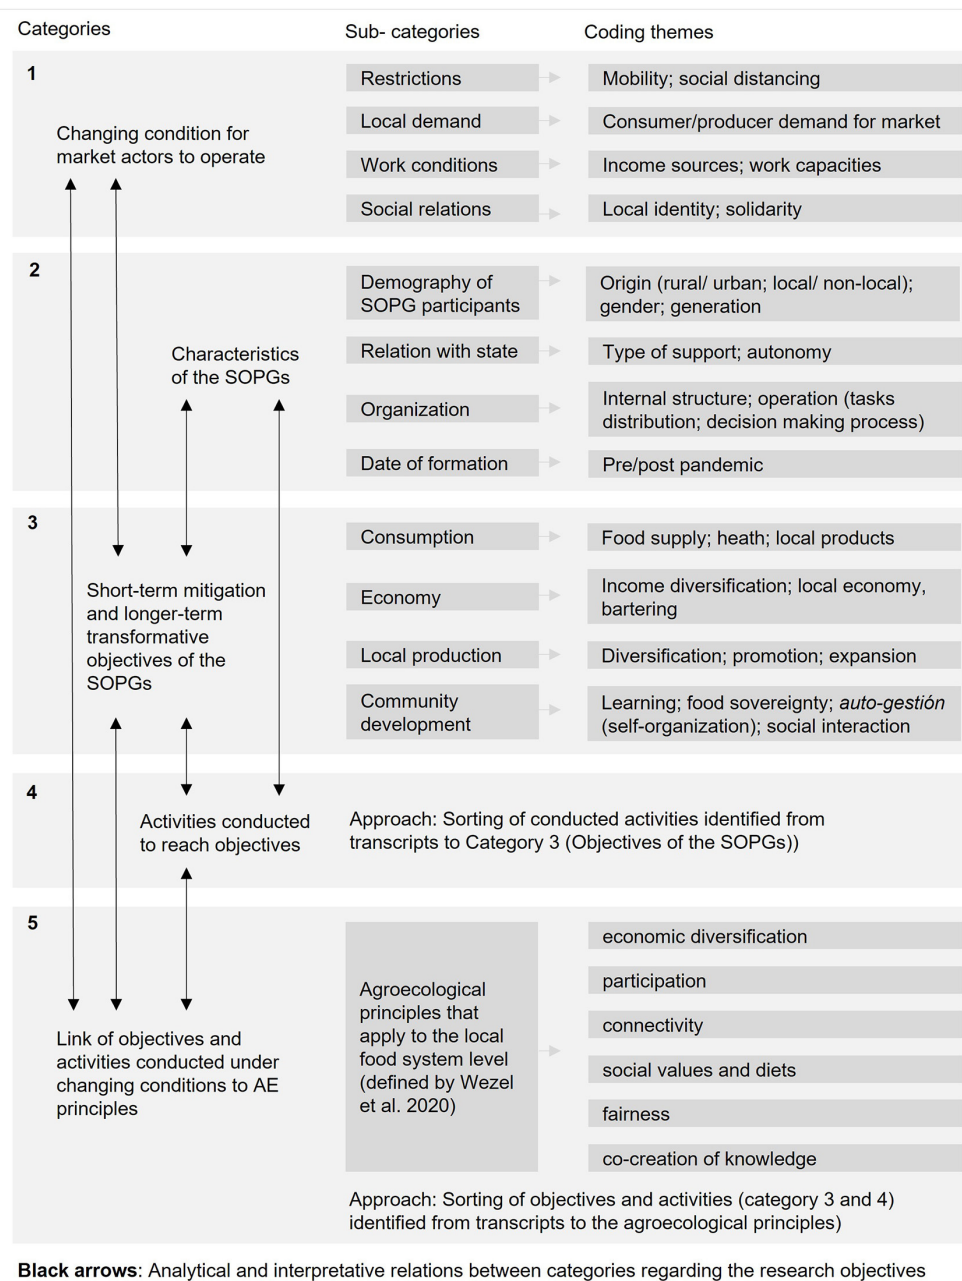 Categories
Sub- categories
Coding themes
1
Changing condition for
market actors to operate
Restrictions
Mobility; social distancing
Local demand
Consumer/producer demand for market
Work conditions
Income sources; work capacities
Social relations
Local identity; solidarity
2
Characteristics
of the SOPGs
Demography of
SOPG participants
Origin (rural/ urban; local/ non-local);
gender; generation
Relation with state
Type of support; autonomy
Organization
Internal structure; operation (tasks
distribution; decision making process)
Date of formation
Pre/post pandemic
3
Short-term mitigation
and longer-term
transformative
objectives of the
SOPGs
Consumption
Food supply; heath; local products
Economy
Income diversification; local economy,
bartering
Local production
Diversification; promotion; expansion
Community
development
Learning; food sovereignty; auto-gestión
(self-organization); social interaction
4
Activities conducted
to reach objectives
Approach: Sorting of conducted activities identified from
transcripts to Category 3 (Objectives of the SOPGs))
5
Link of objectives and
activities conducted under
changing conditions to AE
principles
Agroecological
principles that
apply to the local
food system level
(defined by Wezel
et al. 2020)
economic diversification
participation
connectivity
social values and diets
fairness
co-creation of knowledge
Approach: Sorting of objectives and activities (category 3 and 4)
identified from transcripts to the agroecological principles)
Black arrows: Analytical and interpretative relations between categories regarding the research objectives